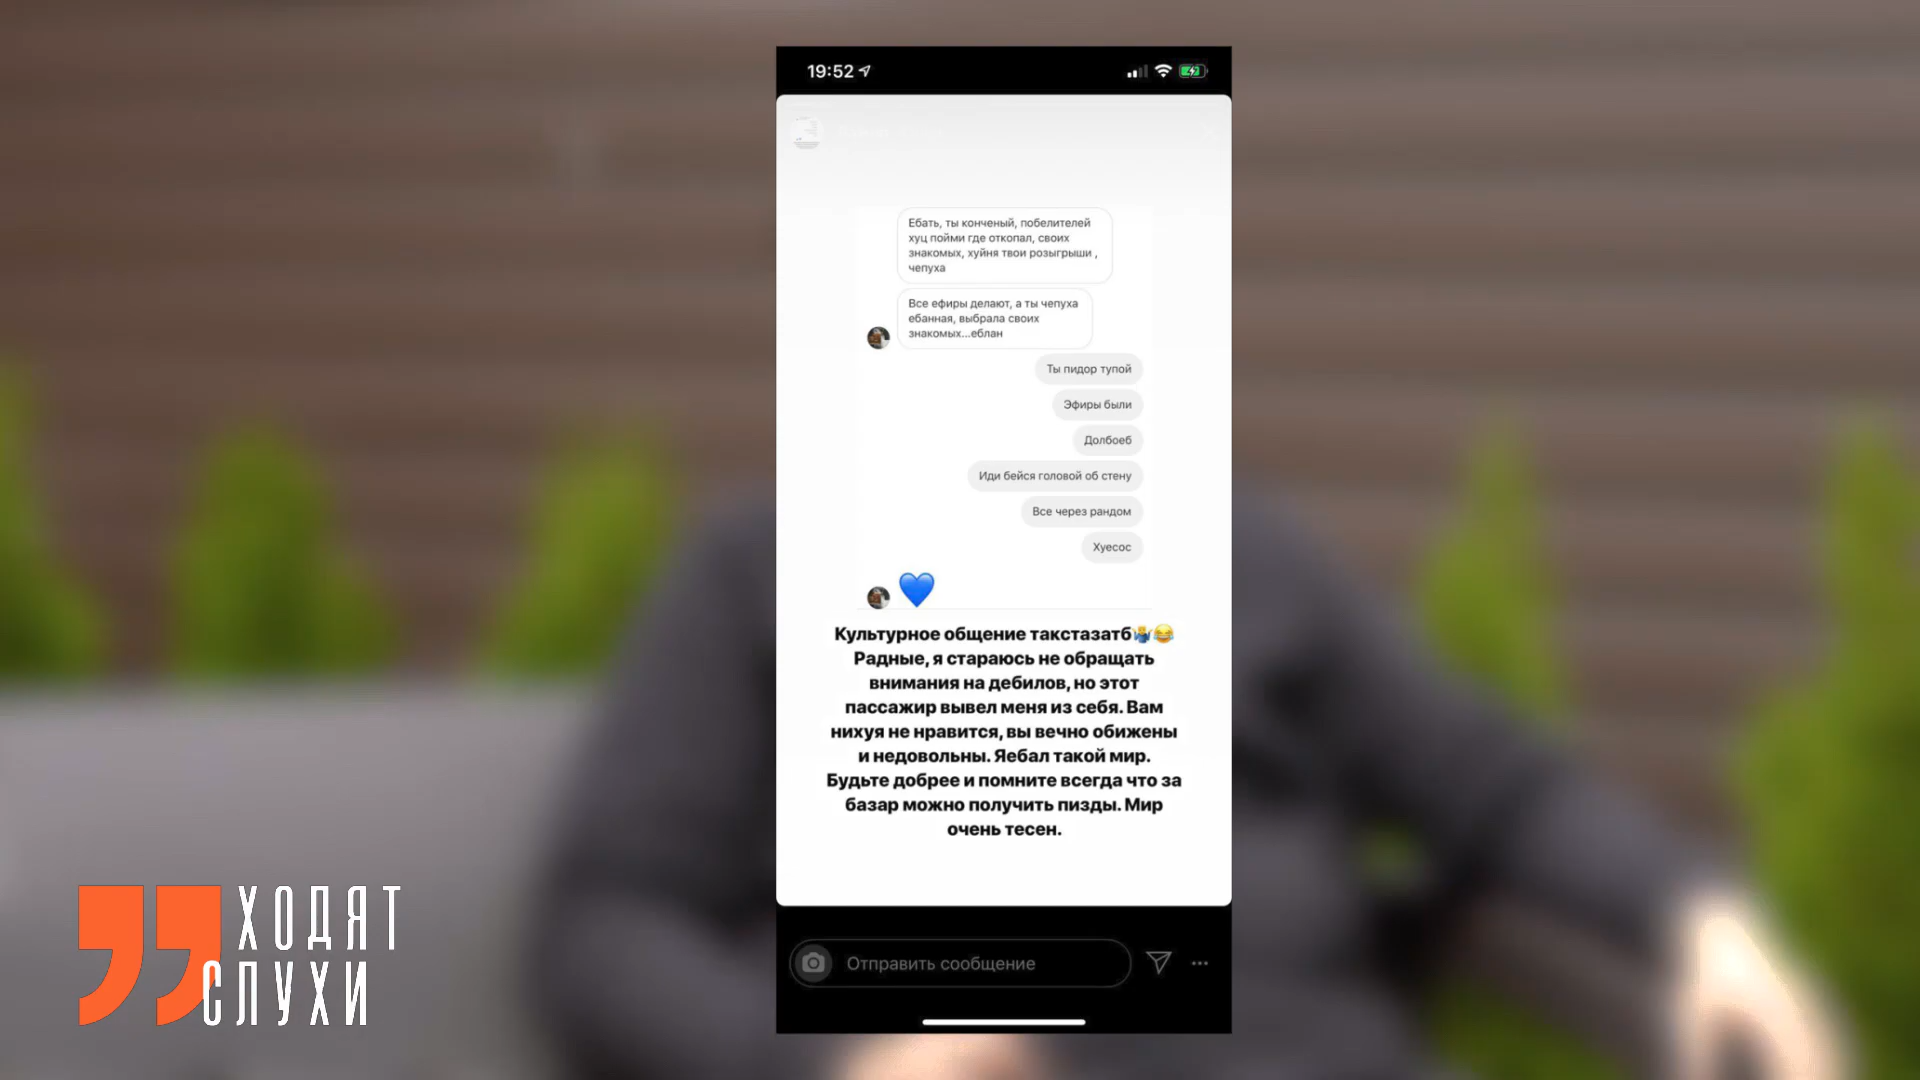 19:52
Ебать, ты конченый, побелителей
хуц пойми где откопал, своих
знакомых, хуйня твои розыгрыши ,
чепуха
Все ефиры делают, а ты чепуха
ебанная, выбрала своих
знакомых...еблан
Ты пидор тупой
Эфиры были
Долбоеб
Иди бейся головой об стену
Все через рандом
Хуесос
Культурное общение такстазатб🤷‍♂️😂
Радные, я стараюсь не обращать
внимания на дебилов, но этот
пассажир вывел меня из себя. Вам
нихуя не нравится, вы вечно обижены
и недовольны. Яебал такой мир.
Будьте добрее и помните всегда что за
базар можно получить пизды. Мир
очень тесен.
Отправить сообщение
ХОДЯТ
СЛУХИ